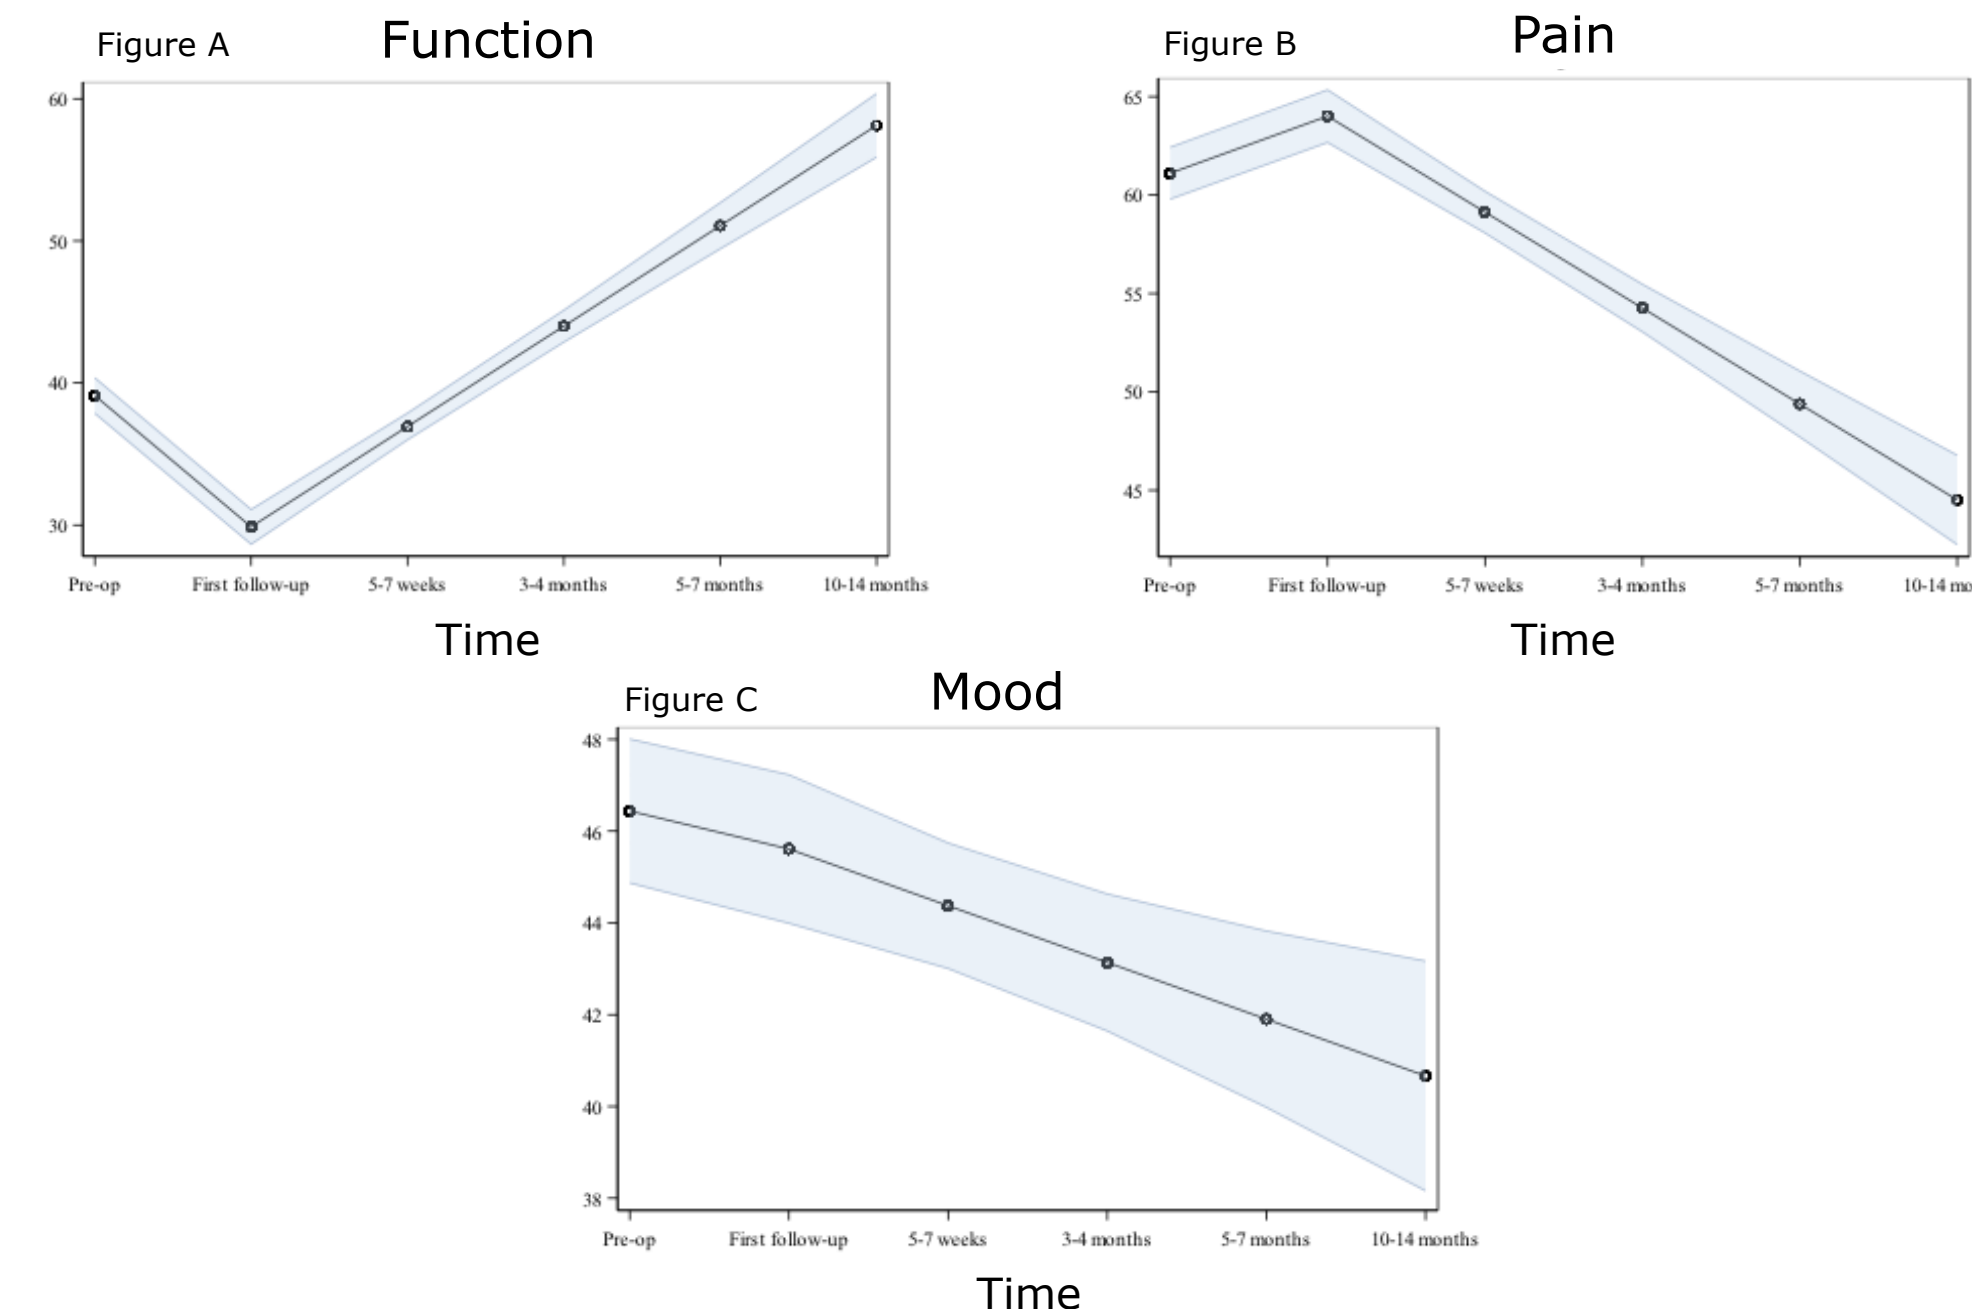 Figure A
Function
60
50
40
30
Pre-op First follow-up 5-7 weeks 3-4 months 5-7 months 10-14 months
Time
Figure B
Pain
65
60
55
50
45
Pre-op First follow-up 5-7 weeks 3-4 months 5-7 months 10-14 mo
Time
Figure C
Mood
48
46
44
42
40
38
Pre-op First follow-up 5-7 weeks 3-4 months 5-7 months 10-14 months
Time